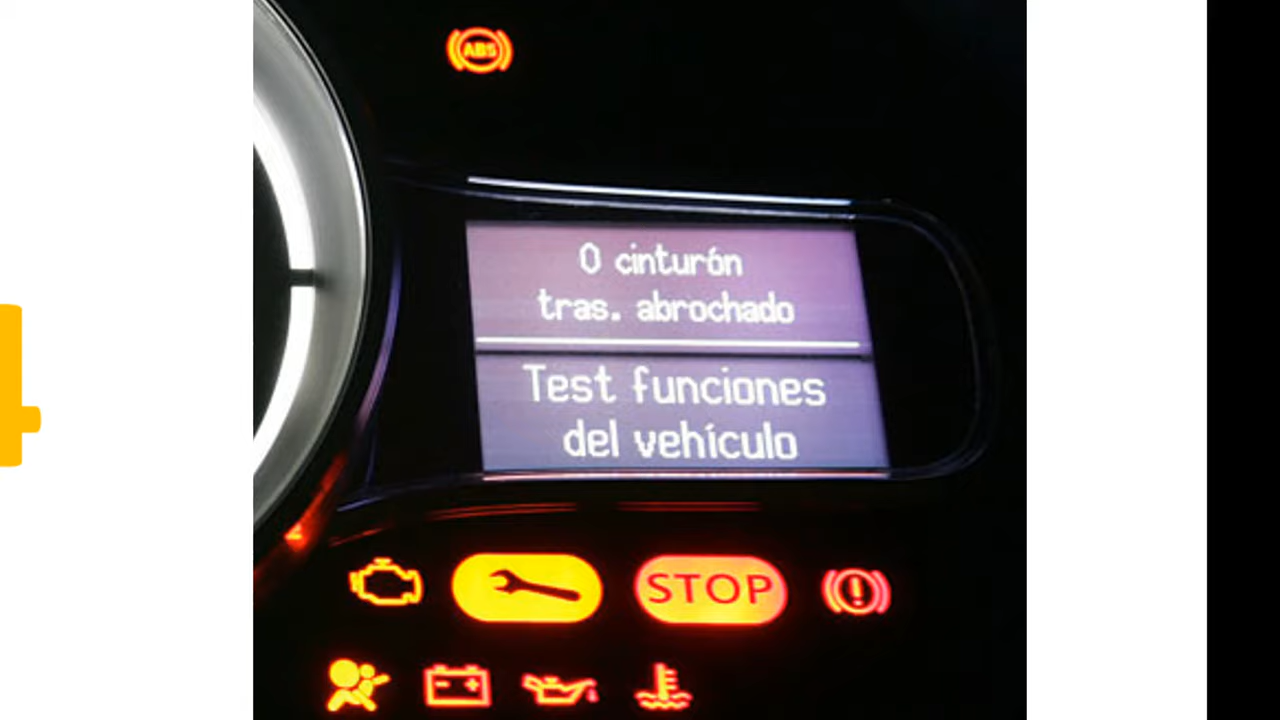 ABS
0 cinturón
tras. abrochado
Test funciones
del vehículo
STOP